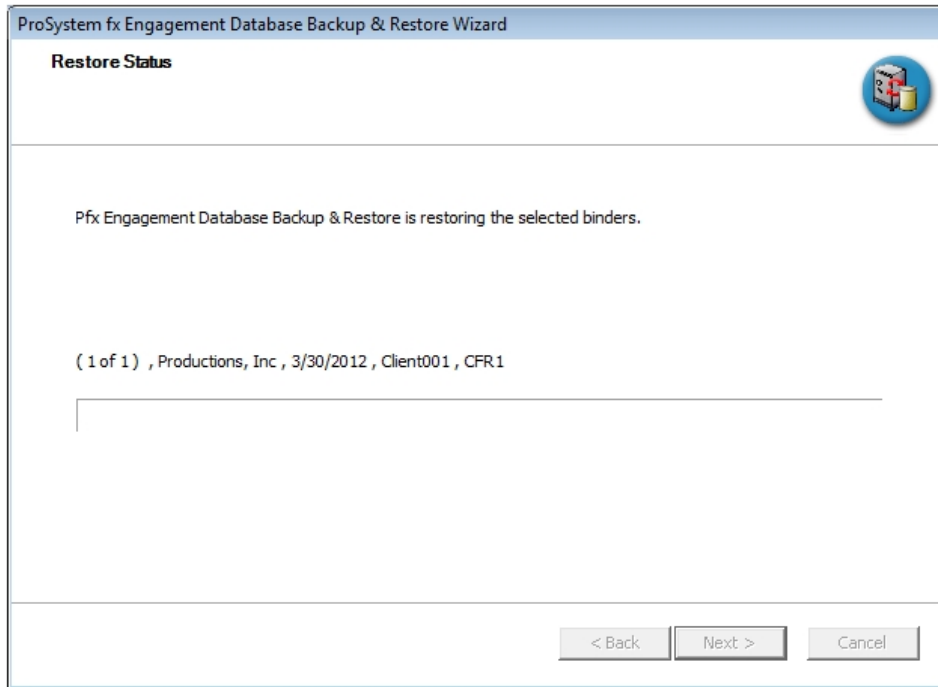 ProSystem fx Engagement Database Backup & Restore Wizard
Restore Status
Pfx Engagement Database Backup & Restore is restoring the selected binders.
( 1 of 1 ) , Productions, Inc , 3/30/2012 , Client001 , CFR1
< Back Next > Cancel